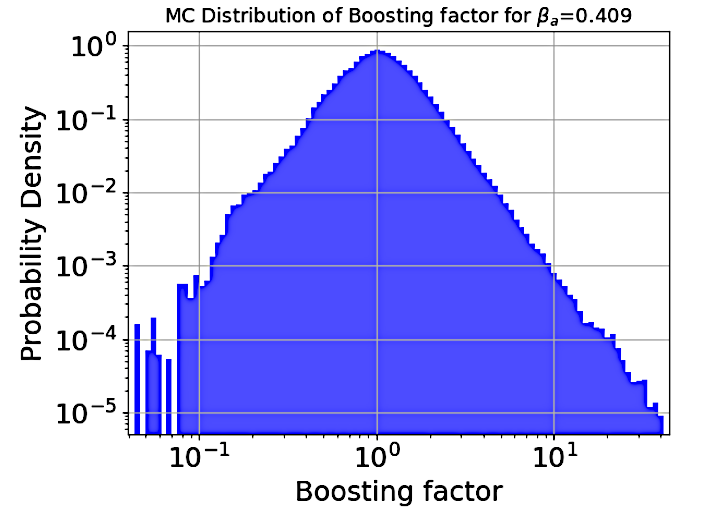 MC Distribution of Boosting factor for βₐ=0.409
Probability Density
10⁰
10⁻¹
10⁻²
10⁻³
10⁻⁴
10⁻⁵
10⁻¹ 10⁰ 10¹
Boosting factor